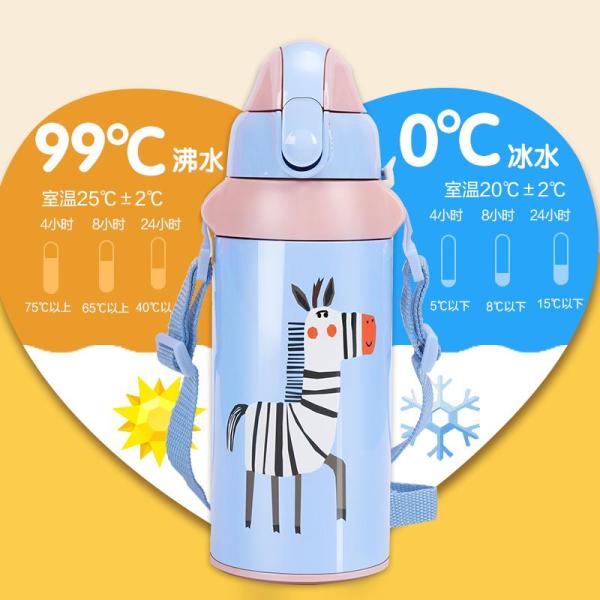 99℃ 沸水
室温25℃±2℃
4小时 8小时 24小时
75℃以上 65℃以上 40℃以
0℃ 冰水
室温20℃±2℃
4小时 8小时 24小时
5℃以下 8℃以下 15℃以下